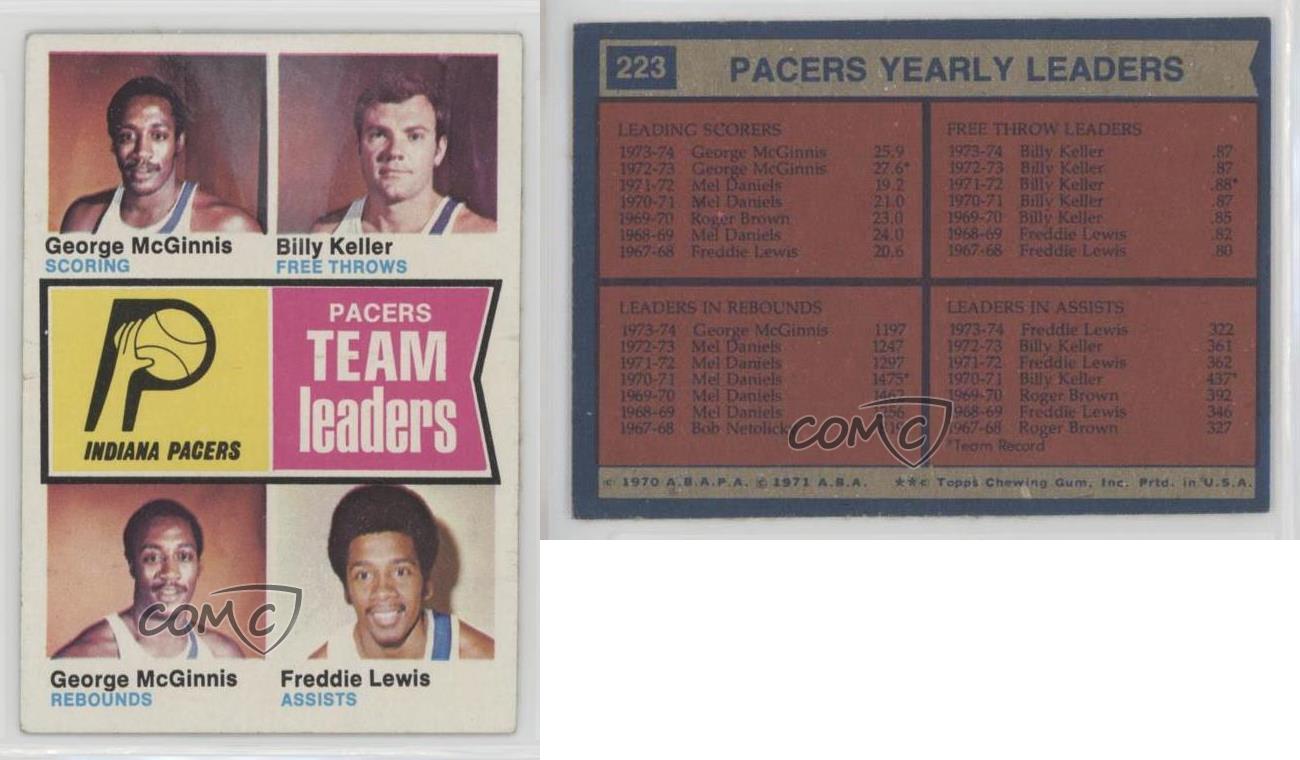 George McGinnis
SCORING
Billy Keller
FREE THROWS
INDIANA PACERS
PACERS
TEAM
leaders
COMC
George McGinnis
REBOUNDS
Freddie Lewis
ASSISTS
223
PACERS YEARLY LEADERS
LEADING SCORERS
1973-74 George McGinnis 25.9
1972-73 George McGinnis 27.6*
1971-72 Mel Daniels 19.2
1970-71 Mel Daniels 21.0
1969-70 Roger Brown 23.0
1968-69 Mel Daniels 24.0
1967-68 Freddie Lewis 20.6
FREE THROW LEADERS
1973-74 Billy Keller .87
1972-73 Billy Keller .87
1971-72 Billy Keller .88*
1970-71 Billy Keller .87
1969-70 Billy Keller .85
1968-69 Freddie Lewis .82
1967-68 Freddie Lewis .80
LEADERS IN REBOUNDS
1973-74 George McGinnis 1197
1972-73 Mel Daniels 1247
1971-72 Mel Daniels 1297
1970-71 Mel Daniels 1475*
1969-70 Mel Daniels
1968-69 Mel Daniels
1967-68 Bob
LEADERS IN ASSISTS
1973-74 Freddie Lewis 322
1972-73 Billy Keller 361
1971-72 Freddie Lewis 362
1970-71 Billy Keller 437*
1969-70 Roger Brown 392
1968-69 Freddie Lewis 346
1967-68 Roger Brown 327
*Team Record
COMC
© 1970 A.B.A.P.A. © 1971 A.B.A. **© Topps Chewing Gum, Inc. Prtd. in U.S.A.